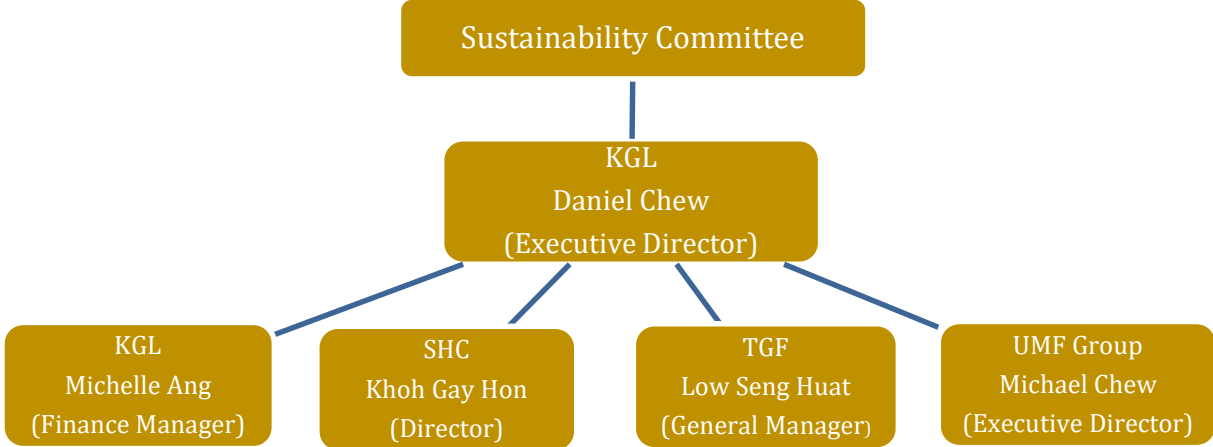 Sustainability Committee
KGL
Daniel Chew
(Executive Director)
KGL
Michelle Ang
(Finance Manager)
SHC
Khoh Gay Hon
(Director)
TGF
Low Seng Huat
(General Manager)
UMF Group
Michael Chew
(Executive Director)